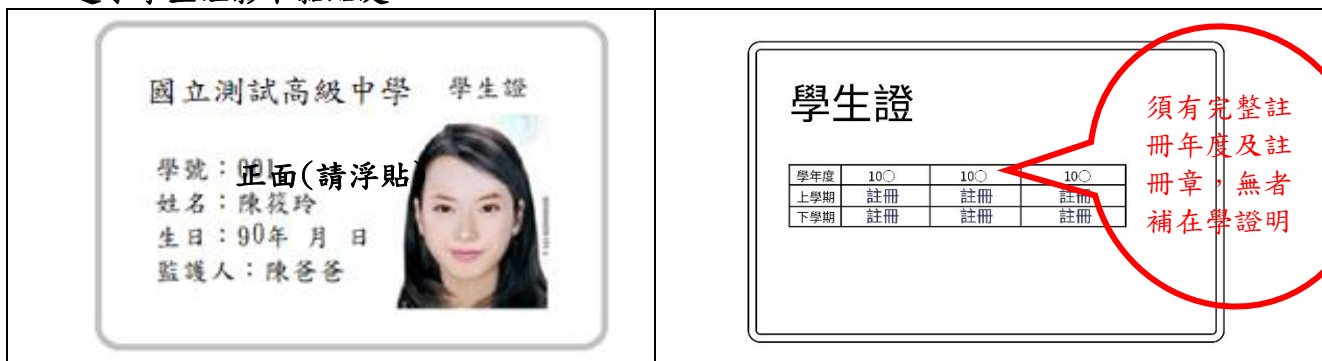 國立測試高級中學 學生證
學號：001
正面(請浮貼)
姓名：陳筱玲
生日：90年 月 日
監護人：陳爸爸
學生證
學年度 10○ 10○ 10○
上學期 註冊 註冊 註冊
下學期 註冊 註冊 註冊
須有完整註
冊年度及註
冊章，無者
補在學證明